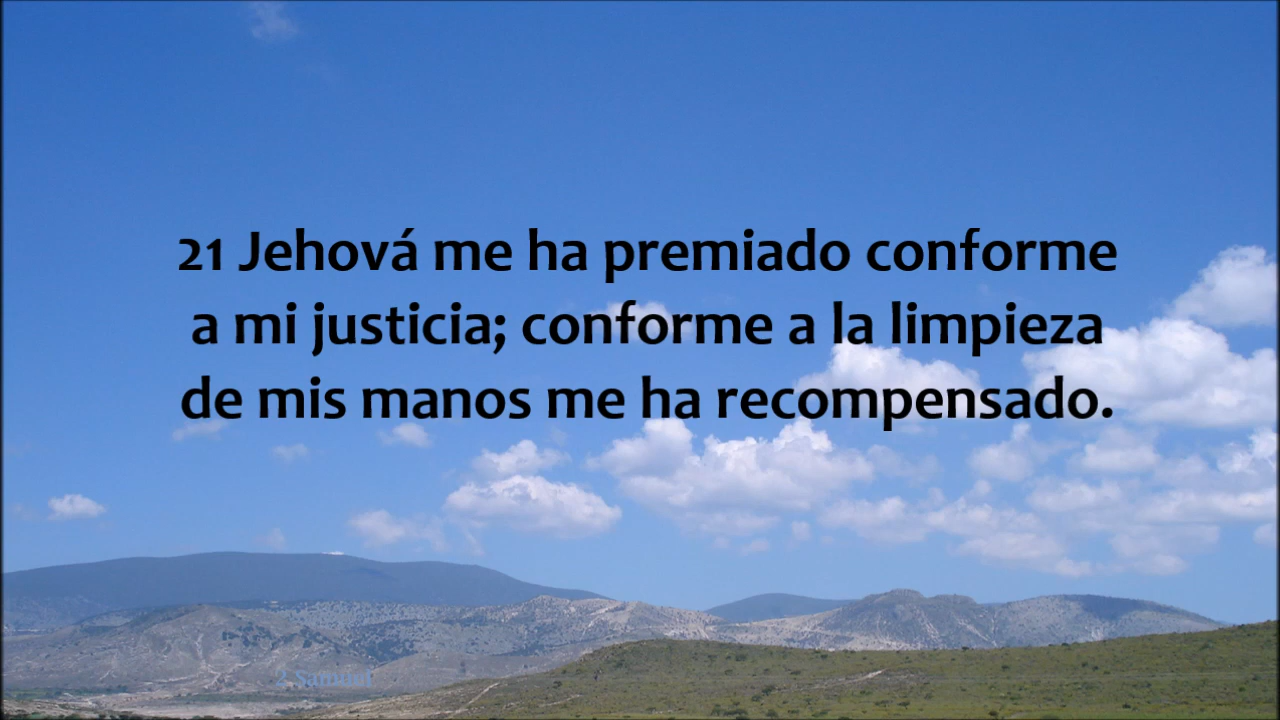 21 Jehová me ha premiado conforme
a mi justicia; conforme a la limpieza
de mis manos me ha recompensado.
2 Samuel